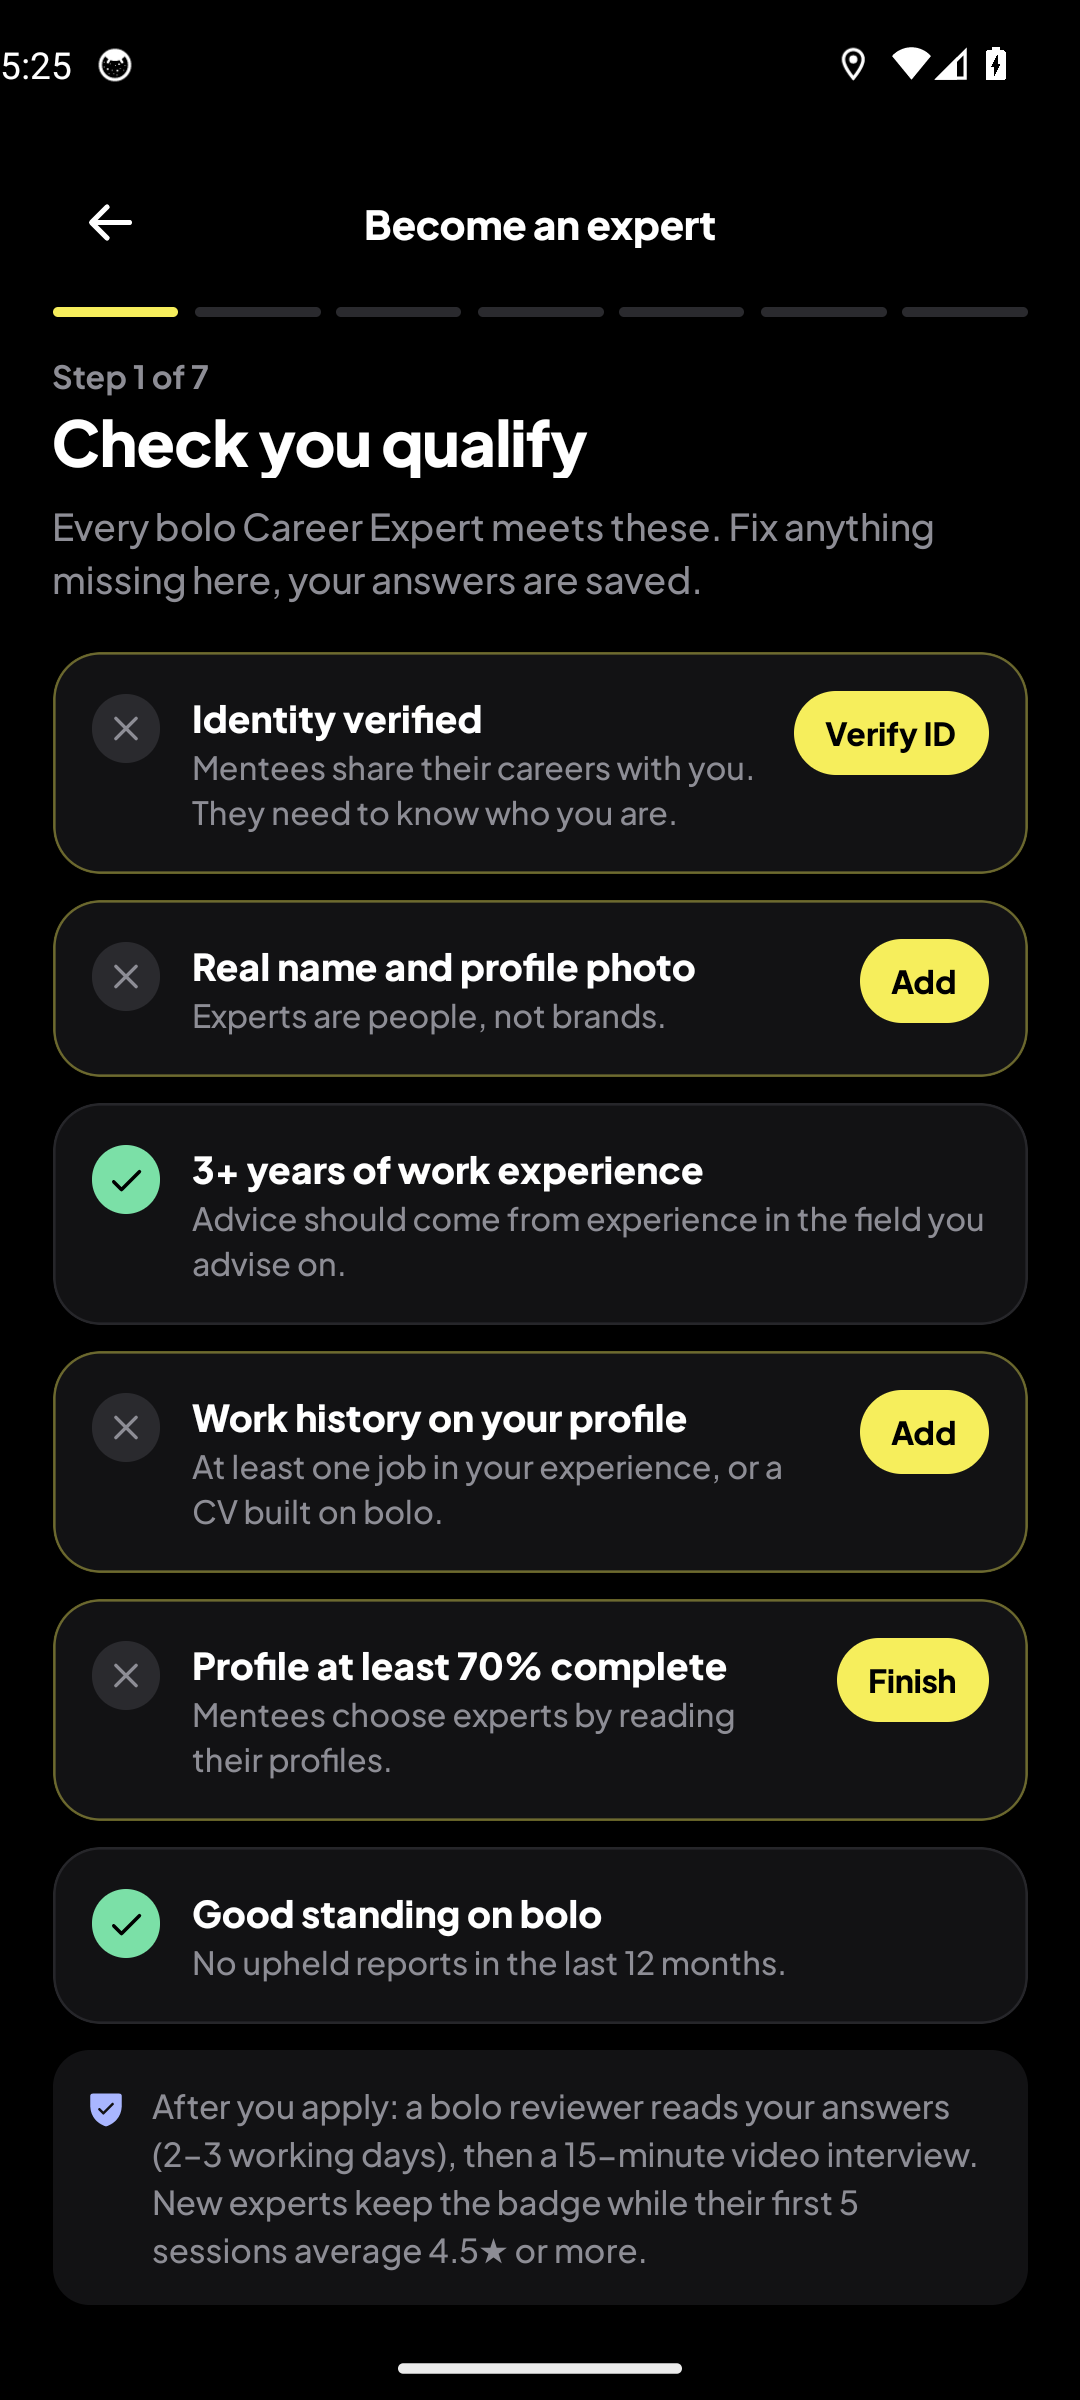 5:25
Become an expert
Step 1 of 7
Check you qualify
Every bolo Career Expert meets these. Fix anything
missing here, your answers are saved.
Identity verified
Verify ID
Mentees share their careers with you.
They need to know who you are.
Real name and profile photo
Add
Experts are people, not brands.
3+ years of work experience
Advice should come from experience in the field you
advise on.
Work history on your profile
Add
At least one job in your experience, or a
CV built on bolo.
Profile at least 70% complete
Finish
Mentees choose experts by reading
their profiles.
Good standing on bolo
No upheld reports in the last 12 months.
After you apply: a bolo reviewer reads your answers
(2–3 working days), then a 15-minute video interview.
New experts keep the badge while their first 5
sessions average 4.5★ or more.